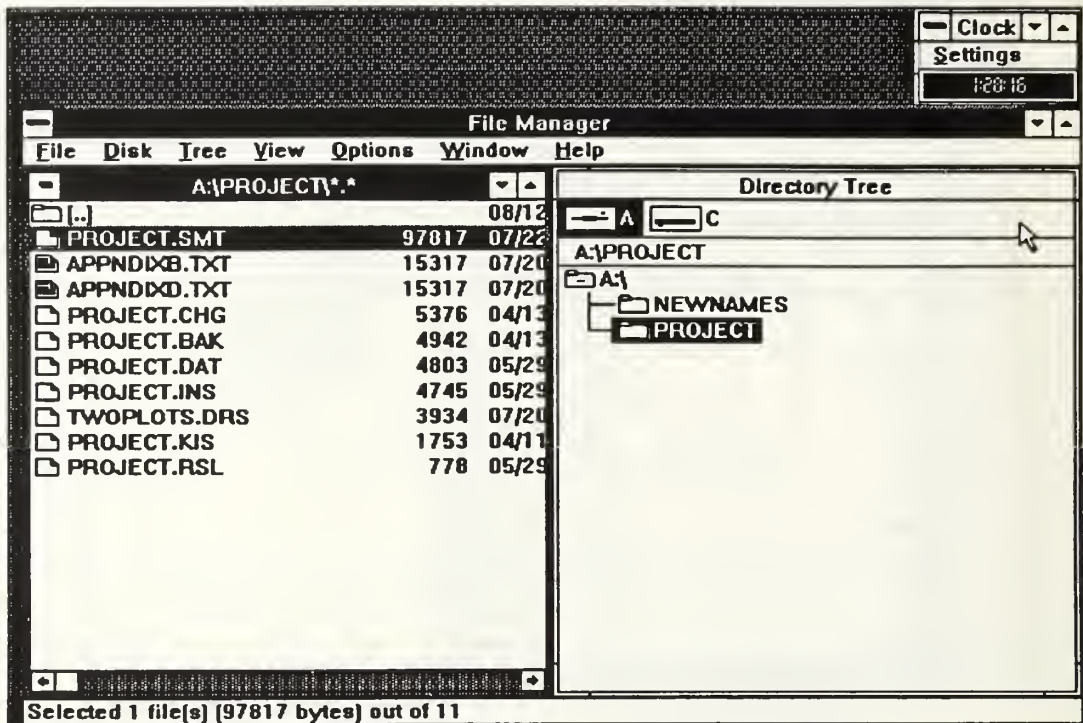 Clock
Settings
1:28:16
File Manager
File Disk Tree View Options Window Help
A:\PROJECT\*.*
[..] 08/12
PROJECT.SMT 97817 07/22
APPNDIXB.TXT 15317 07/20
APPNDIXD.TXT 15317 07/20
PROJECT.CHG 5376 04/13
PROJECT.BAK 4942 04/13
PROJECT.DAT 4803 05/29
PROJECT.INS 4745 05/29
TWOPLOTS.DRS 3934 07/20
PROJECT.KIS 1753 04/11
PROJECT.RSL 778 05/29
Directory Tree
A C
A:\PROJECT
A:\
NEWNAMES
PROJECT
Selected 1 file(s) (97817 bytes) out of 11